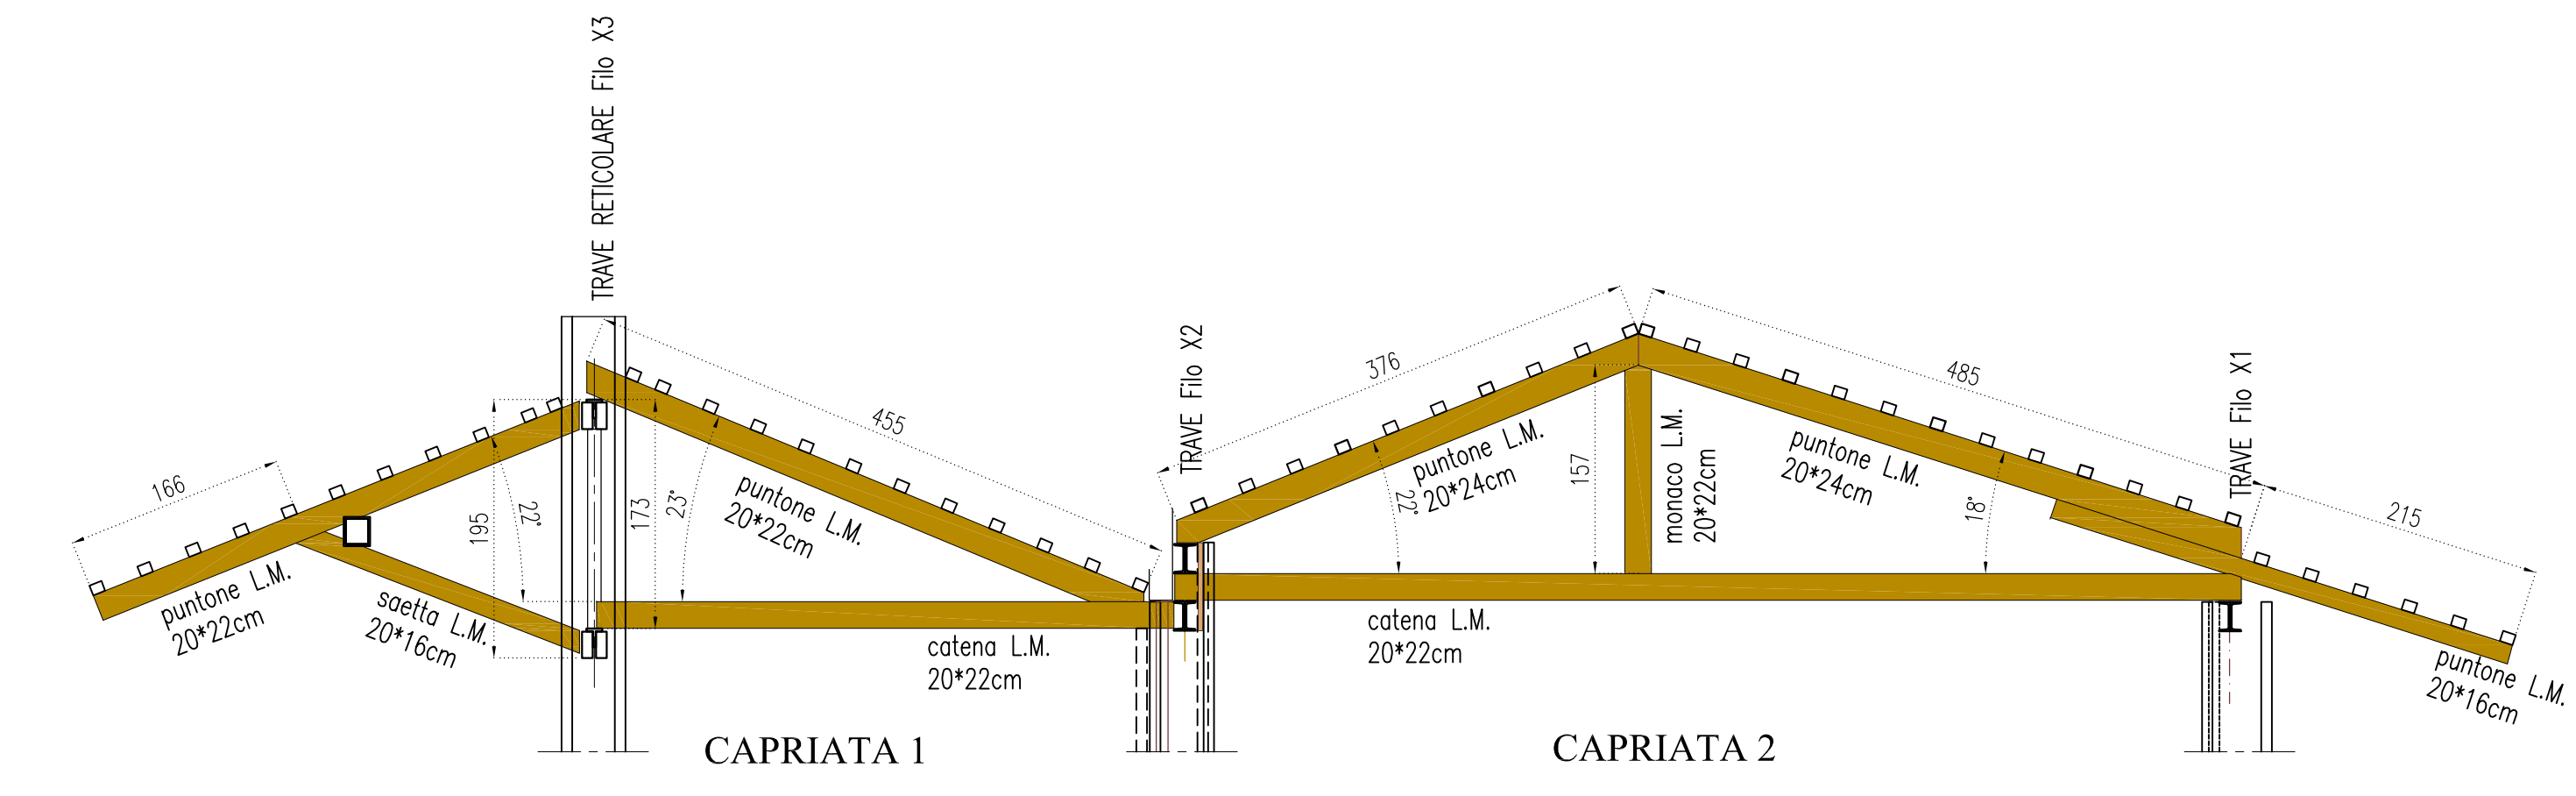 TRAVE RETICOLARE Filo X3
TRAVE Filo X2
TRAVE Filo X1
166
puntone L.M.
20*22cm
saetta L.M.
20*16cm
195
22°
173
23°
455
puntone L.M.
20*22cm
catena L.M.
20*22cm
CAPRIATA 1
376
puntone L.M.
20*24cm
22°
157
monaco L.M.
20*22cm
485
puntone L.M.
20*24cm
18°
catena L.M.
20*22cm
215
puntone L.M.
20*16cm
CAPRIATA 2